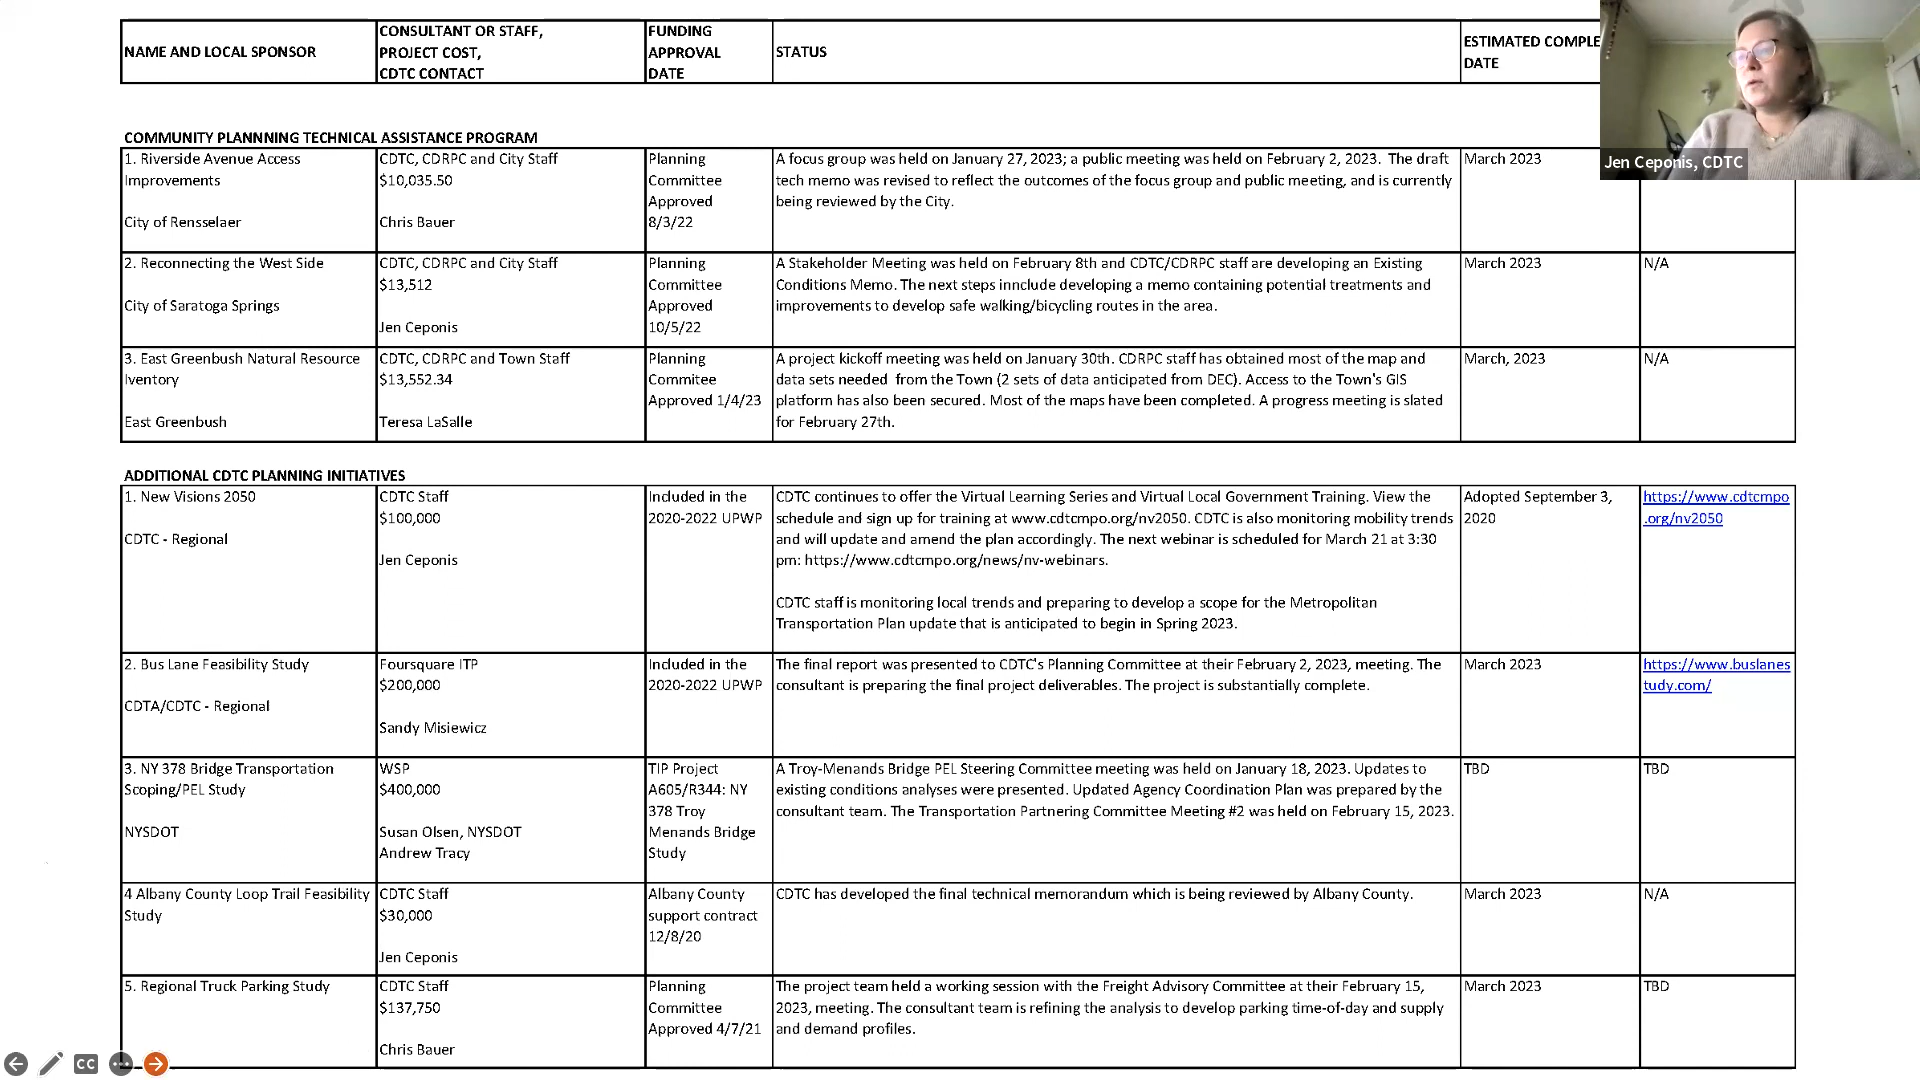 NAME AND LOCAL SPONSOR
CONSULTANT OR STAFF,
PROJECT COST,
CDTC CONTACT
FUNDING
APPROVAL
DATE
STATUS
ESTIMATED COMPLE
DATE
Jen Ceponis, CDTC
COMMUNITY PLANNNING TECHNICAL ASSISTANCE PROGRAM
1. Riverside Avenue Access
Improvements
City of Rensselaer
CDTC, CDRPC and City Staff
$10,035.50
Chris Bauer
Planning
Committee
Approved
8/3/22
A focus group was held on January 27, 2023; a public meeting was held on February 2, 2023. The draft
tech memo was revised to reflect the outcomes of the focus group and public meeting, and is currently
being reviewed by the City.
March 2023
2. Reconnecting the West Side
City of Saratoga Springs
CDTC, CDRPC and City Staff
$13,512
Jen Ceponis
Planning
Committee
Approved
10/5/22
A Stakeholder Meeting was held on February 8th and CDTC/CDRPC staff are developing an Existing
Conditions Memo. The next steps innclude developing a memo containing potential treatments and
improvements to develop safe walking/bicycling routes in the area.
March 2023
N/A
3. East Greenbush Natural Resource
Iventory
East Greenbush
CDTC, CDRPC and Town Staff
$13,552.34
Teresa LaSalle
Planning
Commitee
Approved 1/4/23
A project kickoff meeting was held on January 30th. CDRPC staff has obtained most of the map and
data sets needed from the Town (2 sets of data anticipated from DEC). Access to the Town's GIS
platform has also been secured. Most of the maps have been completed. A progress meeting is slated
for February 27th.
March, 2023
N/A
ADDITIONAL CDTC PLANNING INITIATIVES
1. New Visions 2050
CDTC - Regional
CDTC Staff
$100,000
Jen Ceponis
Included in the
2020-2022 UPWP
CDTC continues to offer the Virtual Learning Series and Virtual Local Government Training. View the
schedule and sign up for training at www.cdtcmpo.org/nv2050. CDTC is also monitoring mobility trends
and will update and amend the plan accordingly. The next webinar is scheduled for March 21 at 3:30
pm: https://www.cdtcmpo.org/news/nv-webinars.
CDTC staff is monitoring local trends and preparing to develop a scope for the Metropolitan
Transportation Plan update that is anticipated to begin in Spring 2023.
Adopted September 3,
2020
https://www.cdtcmpo
.org/nv2050
2. Bus Lane Feasibility Study
CDTA/CDTC - Regional
Foursquare ITP
$200,000
Sandy Misiewicz
Included in the
2020-2022 UPWP
The final report was presented to CDTC's Planning Committee at their February 2, 2023, meeting. The
consultant is preparing the final project deliverables. The project is substantially complete.
March 2023
https://www.buslanes
tudy.com/
3. NY 378 Bridge Transportation
Scoping/PEL Study
NYSDOT
WSP
$400,000
Susan Olsen, NYSDOT
Andrew Tracy
TIP Project
A605/R344: NY
378 Troy
Menands Bridge
Study
A Troy-Menands Bridge PEL Steering Committee meeting was held on January 18, 2023. Updates to
existing conditions analyses were presented. Updated Agency Coordination Plan was prepared by the
consultant team. The Transportation Partnering Committee Meeting #2 was held on February 15, 2023.
TBD
TBD
4 Albany County Loop Trail Feasibility
Study
CDTC Staff
$30,000
Jen Ceponis
Albany County
support contract
12/8/20
CDTC has developed the final technical memorandum which is being reviewed by Albany County.
March 2023
N/A
5. Regional Truck Parking Study
CDTC Staff
$137,750
Chris Bauer
Planning
Committee
Approved 4/7/21
The project team held a working session with the Freight Advisory Committee at their February 15,
2023, meeting. The consultant team is refining the analysis to develop parking time-of-day and supply
and demand profiles.
March 2023
TBD
CC